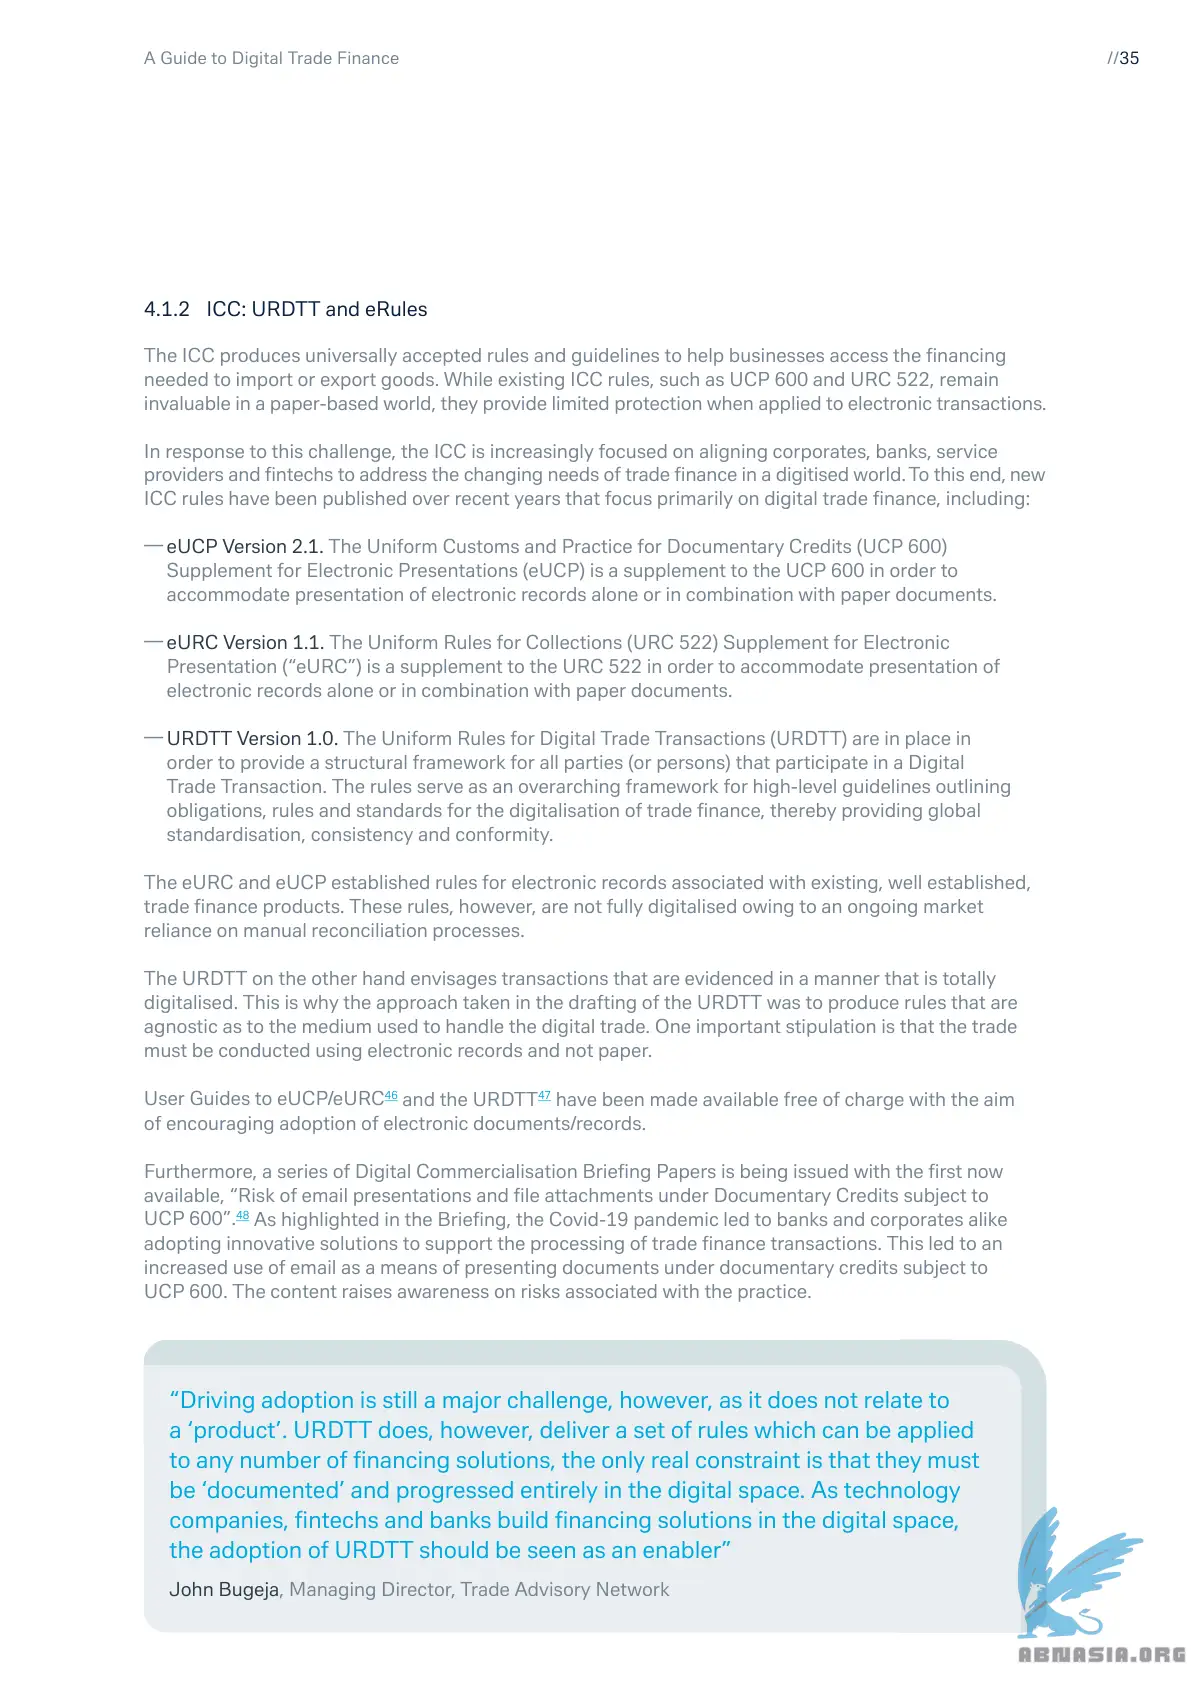 A Guide to Digital Trade Finance
//35
4.1.2 ICC: URDTT and eRules
The ICC produces universally accepted rules and guidelines to help businesses access the financing
needed to import or export goods. While existing ICC rules, such as UCP 600 and URC 522, remain
invaluable in a paper-based world, they provide limited protection when applied to electronic transactions.
In response to this challenge, the ICC is increasingly focused on aligning corporates, banks, service
providers and fintechs to address the changing needs of trade finance in a digitised world. To this end, new
ICC rules have been published over recent years that focus primarily on digital trade finance, including:
— eUCP Version 2.1. The Uniform Customs and Practice for Documentary Credits (UCP 600)
Supplement for Electronic Presentations (eUCP) is a supplement to the UCP 600 in order to
accommodate presentation of electronic records alone or in combination with paper documents.
— eURC Version 1.1. The Uniform Rules for Collections (URC 522) Supplement for Electronic
Presentation (“eURC”) is a supplement to the URC 522 in order to accommodate presentation of
electronic records alone or in combination with paper documents.
— URDTT Version 1.0. The Uniform Rules for Digital Trade Transactions (URDTT) are in place in
order to provide a structural framework for all parties (or persons) that participate in a Digital
Trade Transaction. The rules serve as an overarching framework for high-level guidelines outlining
obligations, rules and standards for the digitalisation of trade finance, thereby providing global
standardisation, consistency and conformity.
The eURC and eUCP established rules for electronic records associated with existing, well established,
trade finance products. These rules, however, are not fully digitalised owing to an ongoing market
reliance on manual reconciliation processes.
The URDTT on the other hand envisages transactions that are evidenced in a manner that is totally
digitalised. This is why the approach taken in the drafting of the URDTT was to produce rules that are
agnostic as to the medium used to handle the digital trade. One important stipulation is that the trade
must be conducted using electronic records and not paper.
User Guides to eUCP/eURC46 and the URDTT47 have been made available free of charge with the aim
of encouraging adoption of electronic documents/records.
Furthermore, a series of Digital Commercialisation Briefing Papers is being issued with the first now
available, “Risk of email presentations and file attachments under Documentary Credits subject to
UCP 600”.48 As highlighted in the Briefing, the Covid-19 pandemic led to banks and corporates alike
adopting innovative solutions to support the processing of trade finance transactions. This led to an
increased use of email as a means of presenting documents under documentary credits subject to
UCP 600. The content raises awareness on risks associated with the practice.
“Driving adoption is still a major challenge, however, as it does not relate to
a ‘product’. URDTT does, however, deliver a set of rules which can be applied
to any number of financing solutions, the only real constraint is that they must
be ‘documented’ and progressed entirely in the digital space. As technology
companies, fintechs and banks build financing solutions in the digital space,
the adoption of URDTT should be seen as an enabler”
John Bugeja, Managing Director, Trade Advisory Network
ABNASIA.ORG